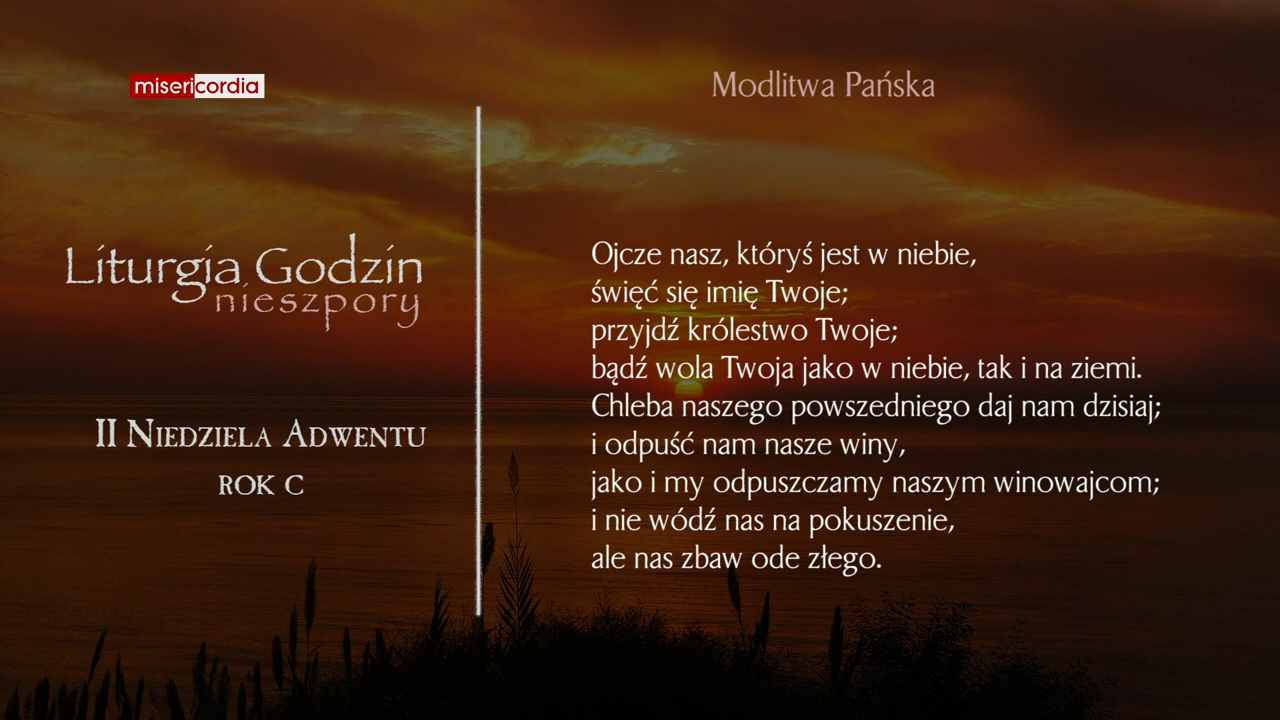 misericordia
Liturgia Godzin
nieszpory
II Niedziela Adwentu
rok C
Modlitwa Pańska
Ojcze nasz, któryś jest w niebie,
święć się imię Twoje;
przyjdź królestwo Twoje;
bądź wola Twoja jako w niebie, tak i na ziemi.
Chleba naszego powszedniego daj nam dzisiaj;
i odpuść nam nasze winy,
jako i my odpuszczamy naszym winowajcom;
i nie wódź nas na pokuszenie,
ale nas zbaw ode złego.